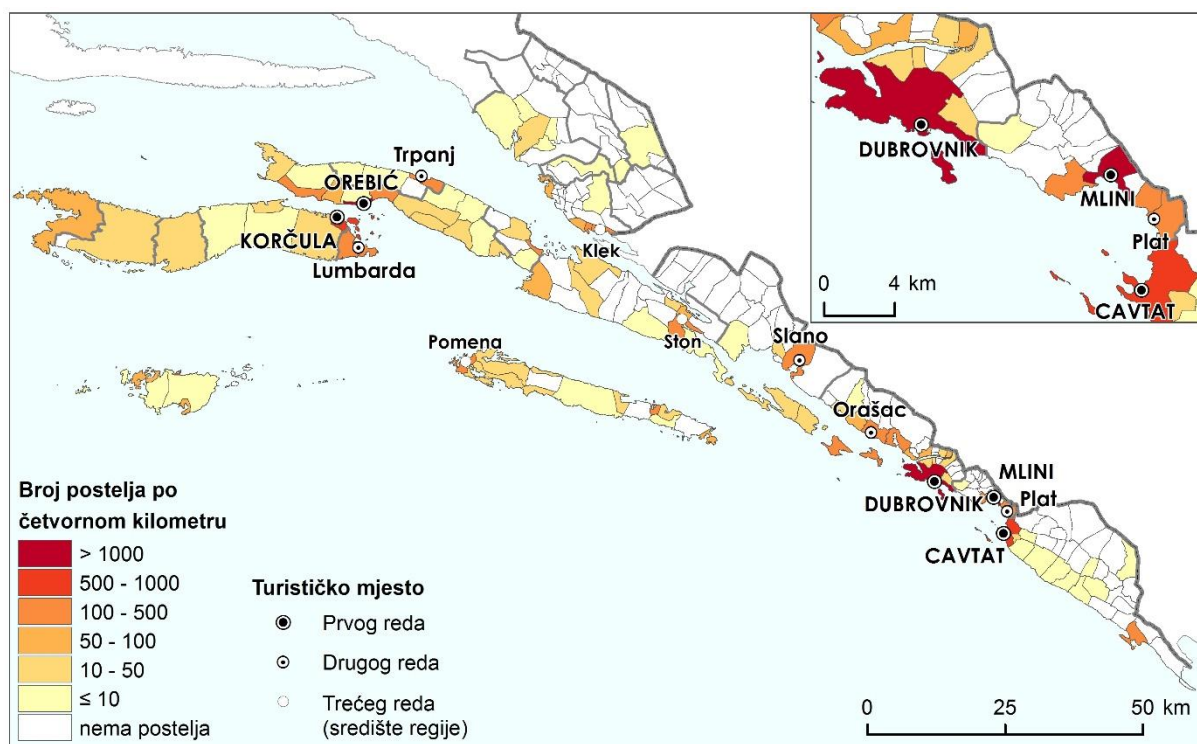 Trpanj
OREBIĆ
KORČULA
Lumbarda
Klek
Pomena
Ston
Slano
Orašac
MLINI
DUBROVNIK
Plat
CAVTAT
DUBROVNIK
MLINI
Plat
CAVTAT
0 4 km
Broj postelja po
četvornom kilometru
> 1000
500 - 1000
100 - 500
50 - 100
10 - 50
≤ 10
nema postelja
Turističko mjesto
Prvog reda
Drugog reda
Trećeg reda
(središte regije)
0 25 50 km